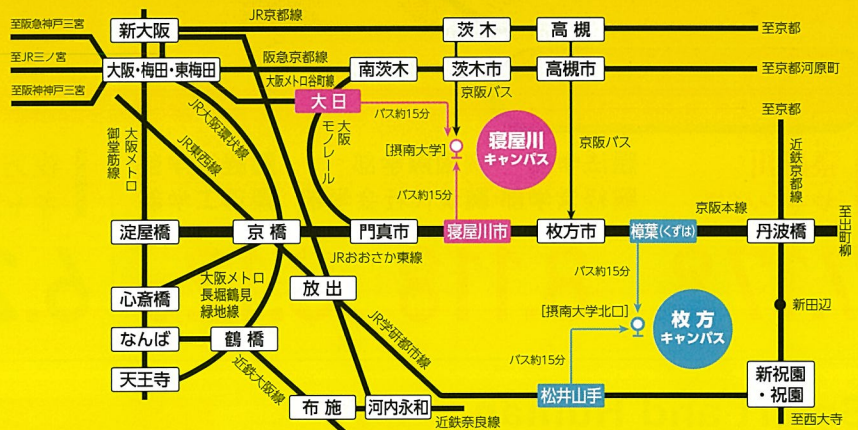 JR京都線
至阪急神戸三宮
新大阪
茨木
高槻
至京都
至JR三ノ宮
阪急京都線
大阪・梅田・東梅田
南茨木
茨木市
高槻市
至京都河原町
大阪メトロ谷町線
京阪バス
至阪神神戸三宮
大日
バス約15分
至京都
JR大阪環状線
大阪
モノレール
[摂南大学]
寝屋川
キャンパス
京阪バス
近鉄京都線
大阪メトロ
御堂筋線
JR東西線
バス約15分
京阪本線
至出町柳
淀屋橋
京橋
門真市
寝屋川市
枚方市
樟葉(くずは)
丹波橋
JRおおさか東線
バス約15分
大阪メトロ
長堀鶴見
緑地線
放出
心斎橋
[摂南大学北口]
枚方
キャンパス
新田辺
JR学研都市線
なんば
鶴橋
バス約15分
天王寺
近鉄大阪線
新祝園
・祝園
布施
河内永和
松井山手
近鉄奈良線
至西大寺